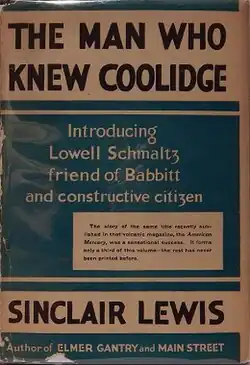 THE MAN WHO
KNEW COOLIDGE
Introducing
Lowell Schmaltz
friend of Babbitt
and constructive citizen
The story of the same title recently pub-
lished in that volcanic magazine, the American
Mercury, was a sensational success. It forms
only a third of this volume—the rest has never
been printed before.
SINCLAIR LEWIS
Author of ELMER GANTRY and MAIN STREET